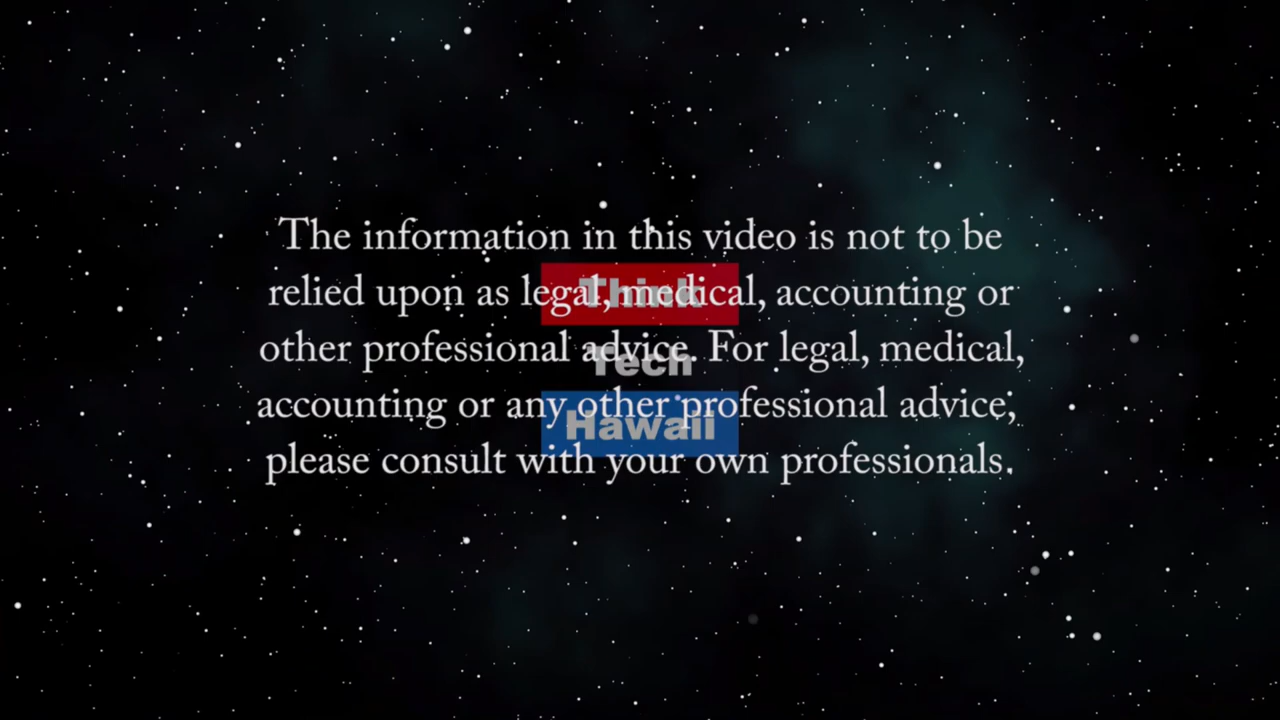 The information in this video is not to be
relied upon as legal, medical, accounting or
other professional advice. For legal, medical,
accounting or any other professional advice,
please consult with your own professionals.
Think
Tech
Hawaii